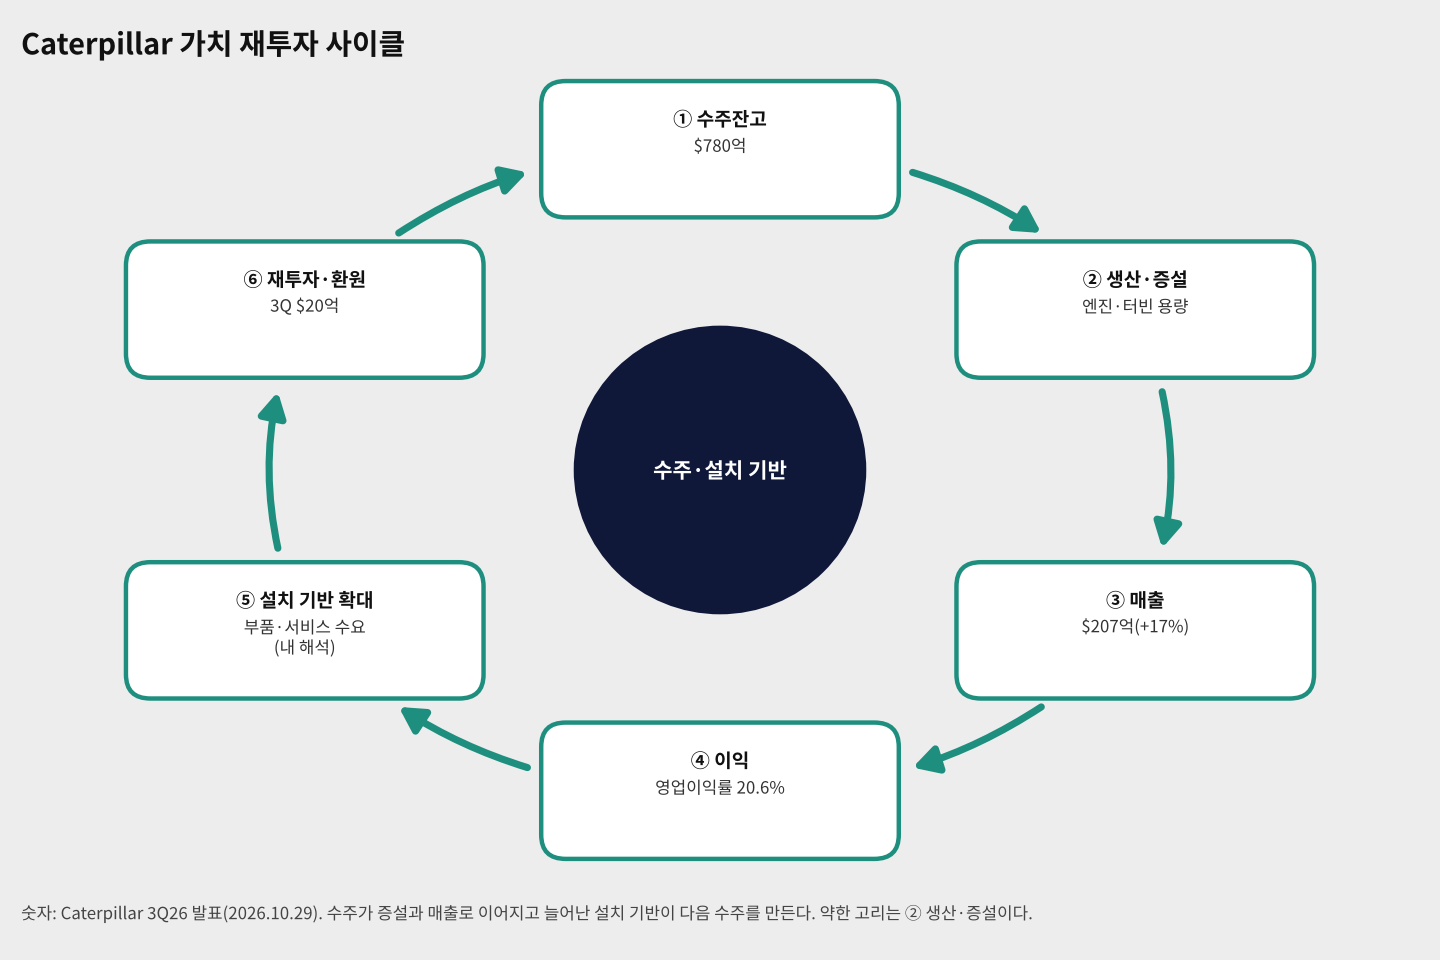 Caterpillar 가치 재투자 사이클
① 수주잔고
$780억
② 생산·증설
엔진·터빈 용량
③ 매출
$207억(+17%)
④ 이익
영업이익률 20.6%
⑤ 설치 기반 확대
부품·서비스 수요
(내 해석)
⑥ 재투자·환원
3Q $20억
수주·설치 기반
숫자: Caterpillar 3Q26 발표(2026.10.29). 수주가 증설과 매출로 이어지고 늘어난 설치 기반이 다음 수주를 만든다. 약한 고리는 ② 생산·증설이다.